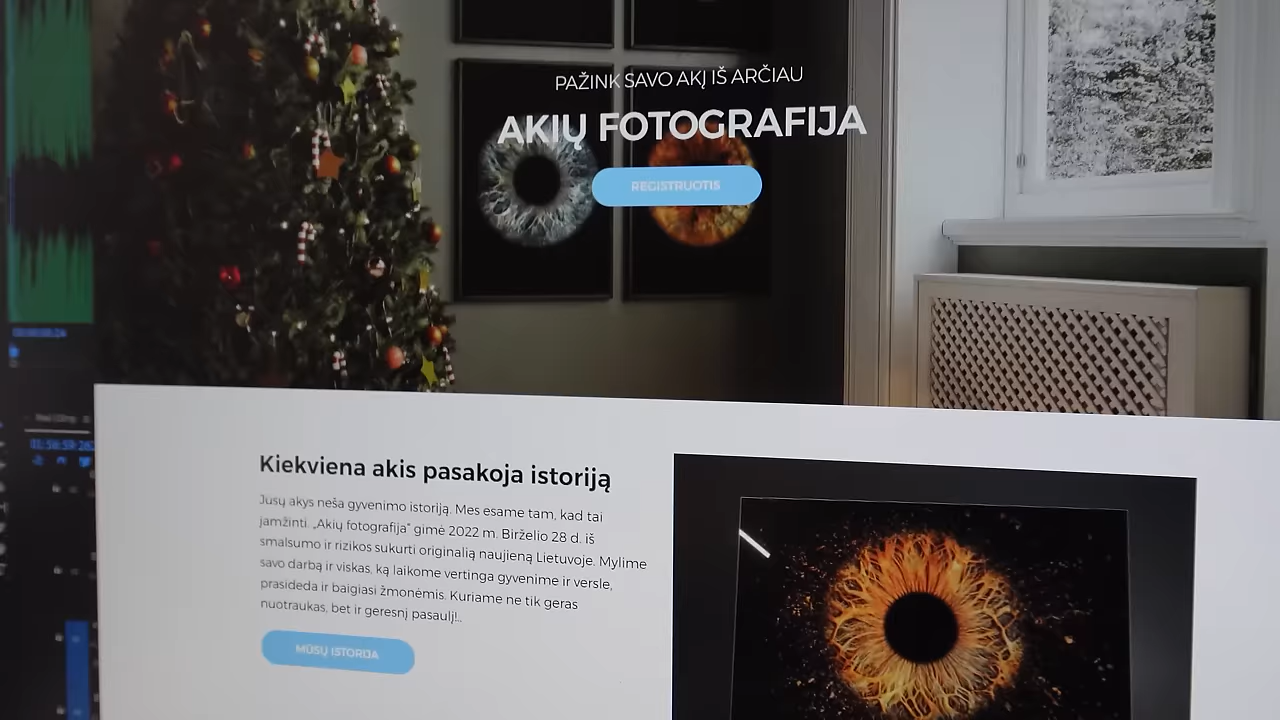 PAŽINK SAVO AKĮ IŠ ARČIAU
AKIŲ FOTOGRAFIJA
REGISTRUOTIS
Kiekviena akis pasakoja istoriją
Jūsų akys neša gyvenimo istoriją. Mes esame tam, kad tai
įamžinti. „Akių fotografija" gimė 2022 m. Birželio 28 d. iš
smalsumo ir rizikos sukurti originalią naujieną Lietuvoje. Mylime
savo darbą ir viskas, ką laikome vertinga gyvenime ir versle,
prasideda ir baigiasi žmonėmis. Kuriame ne tik geras
nuotraukas, bet ir geresnį pasaulį!..
MŪSŲ ISTORIJA